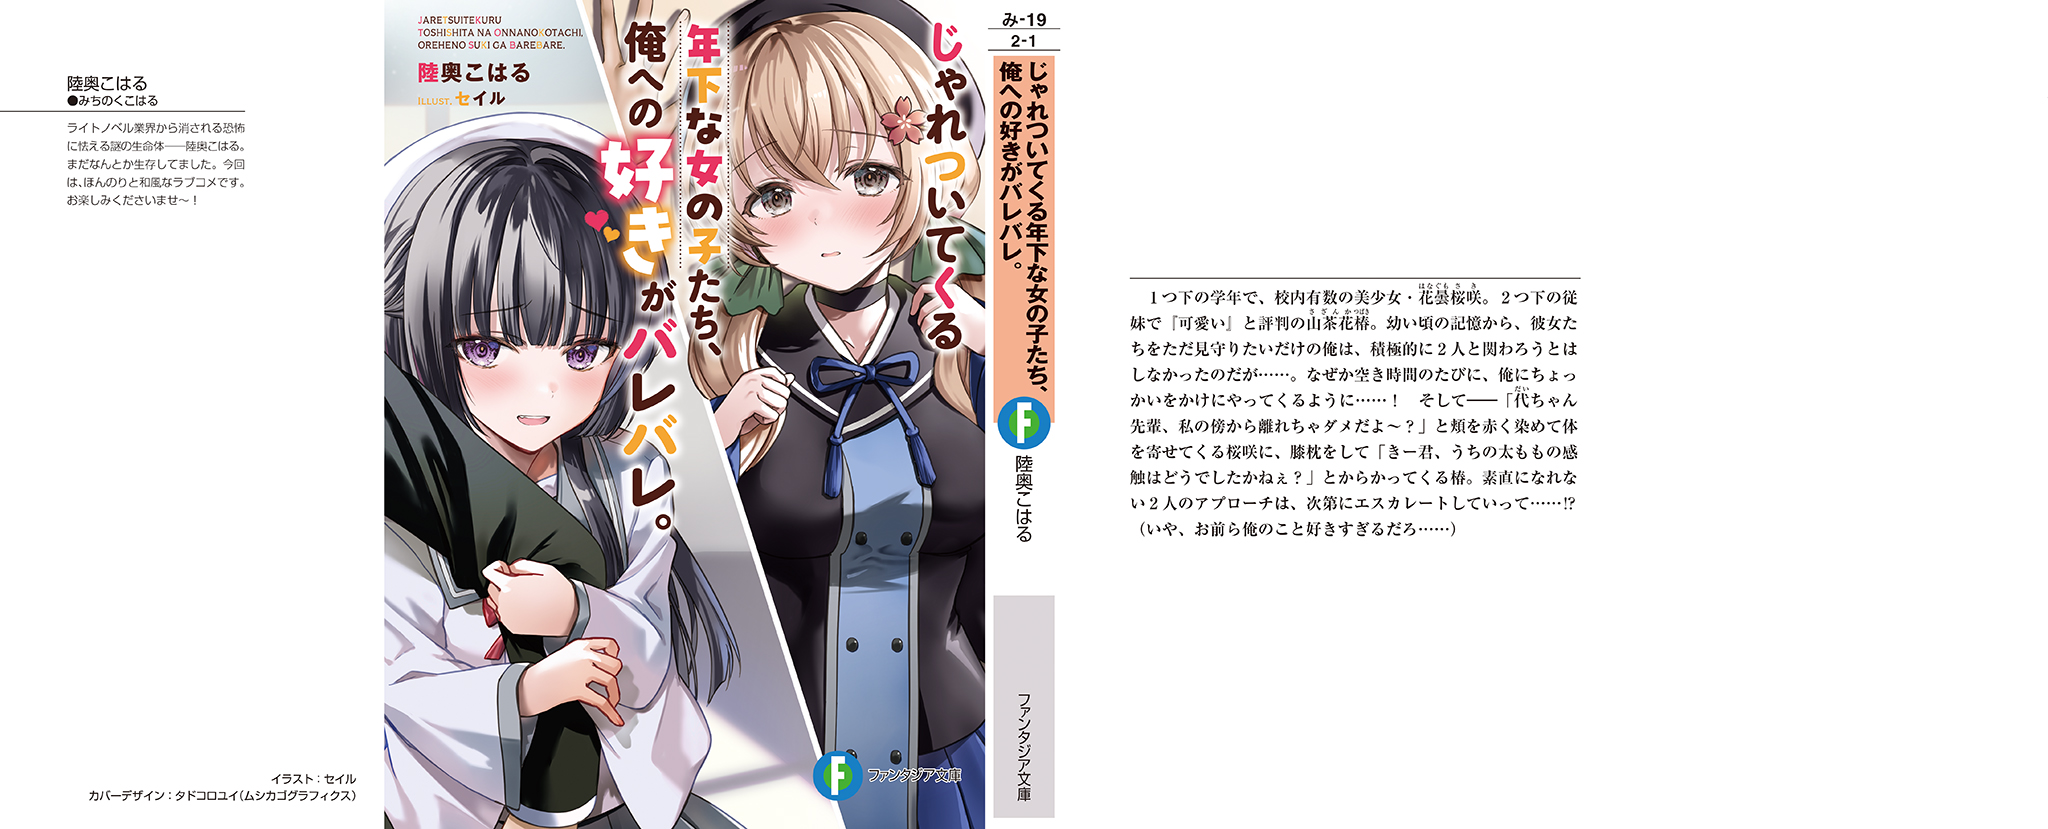 陸奥こはる
●みちのくこはる
ライトノベル業界から消される恐怖
に怯える謎の生命体――陸奥こはる。
まだなんとか生存してました。今回
は、ほんのりと和風なラブコメです。
お楽しみくださいませ～！
イラスト：セイル
カバーデザイン：タドコロユイ(ムシカゴグラフィクス)
JARETSUITEKURU
TOSHISHITA NA ONNANOKOTACHI,
OREHENO SUKI GA BAREBARE.
陸奥こはる
ILLUST. セイル
じゃれついてくる
年下な女の子たち、
俺への好きがバレバレ。
ファンタジア文庫
み-19
2-1
じゃれついてくる年下な女の子たち、
俺への好きがバレバレ。
陸奥こはる
ファンタジア文庫
はなぐもさき
１つ下の学年で、校内有数の美少女・花曇桜咲。２つ下の従
さざんかつばき
妹で『可愛い』と評判の山茶花椿。幼い頃の記憶から、彼女た
ちをただ見守りたいだけの俺は、積極的に２人と関わろうとは
しなかったのだが……。なぜか空き時間のたびに、俺にちょっ
だい
かいをかけにやってくるように……！　そして――「代ちゃん
先輩、私の傍から離れちゃダメだよ～？」と頬を赤く染めて体
を寄せてくる桜咲に、膝枕をして「きー君、うちの太ももの感
触はどうでしたかねぇ？」とからかってくる椿。素直になれな
い２人のアプローチは、次第にエスカレートしていって……!?
（いや、お前ら俺のこと好きすぎるだろ……）